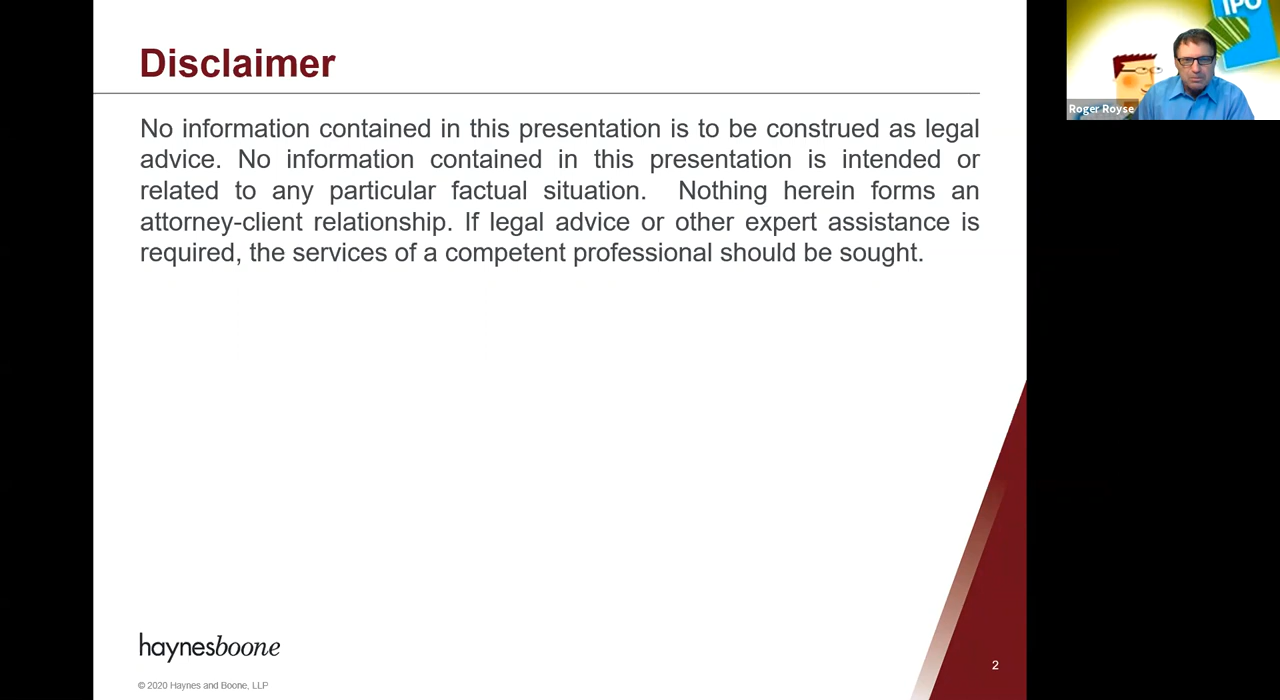 Disclaimer
No information contained in this presentation is to be construed as legal
advice. No information contained in this presentation is intended or
related to any particular factual situation. Nothing herein forms an
attorney-client relationship. If legal advice or other expert assistance is
required, the services of a competent professional should be sought.
haynesboone
© 2020 Haynes and Boone, LLP
2
IPO
Roger Royse